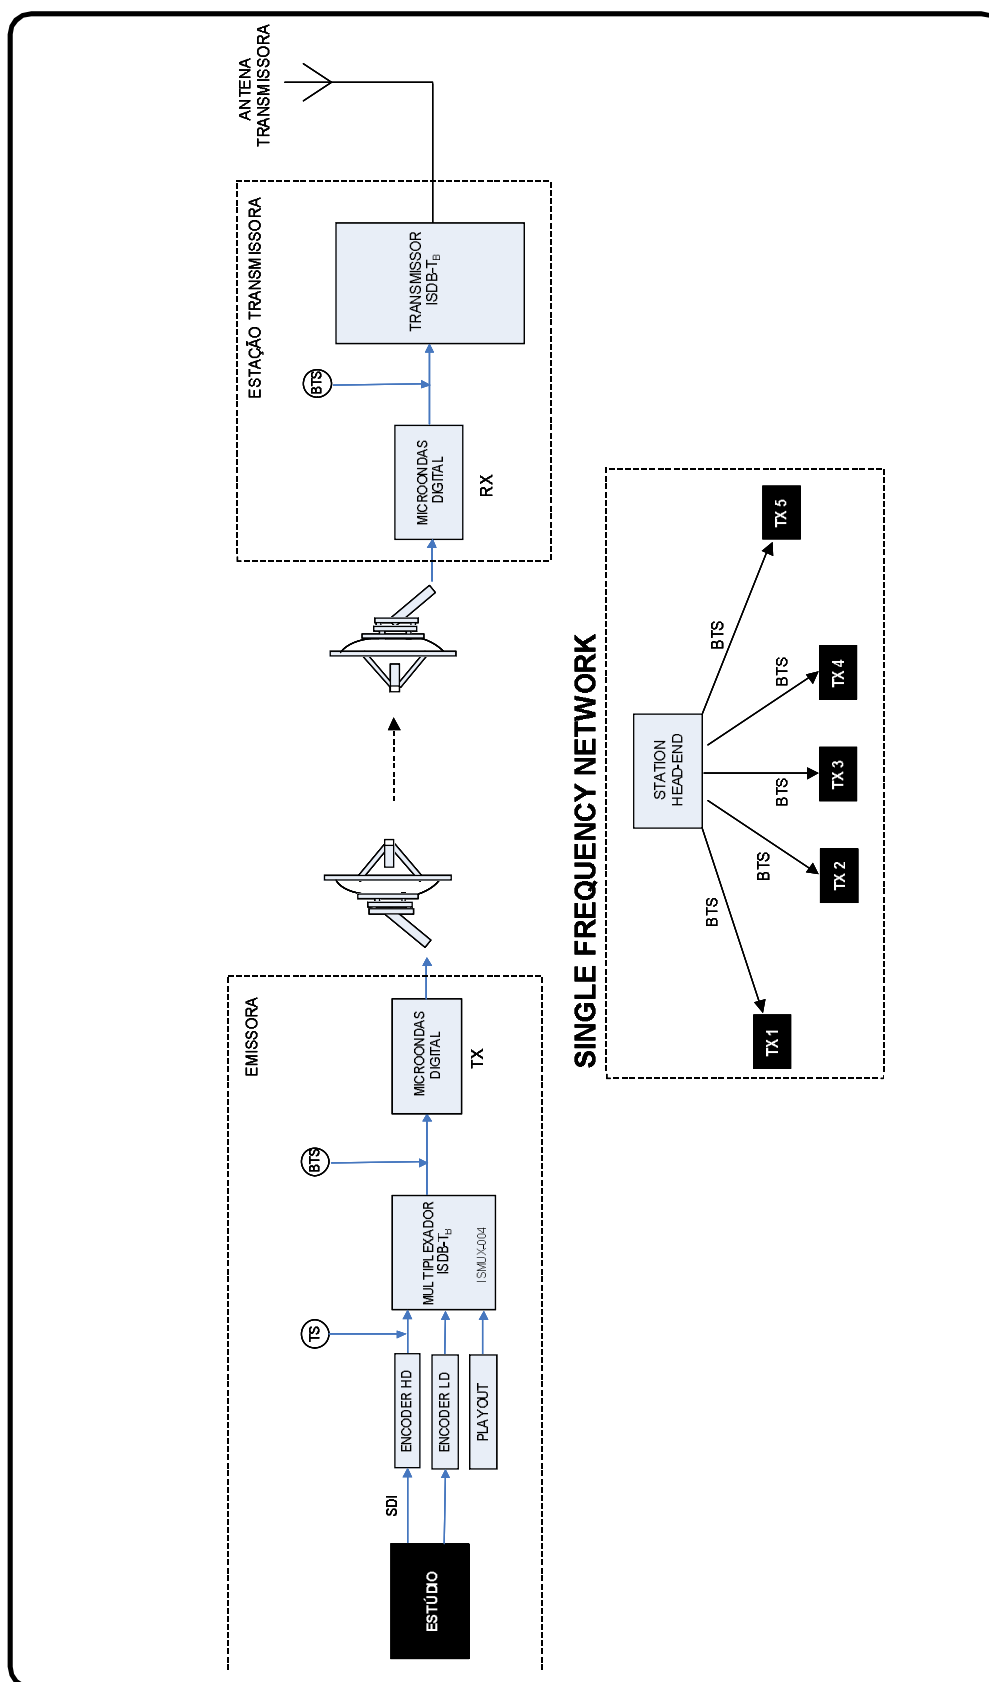 EMISSORA
ESTÚDIO
SDI
ENCODER HD
ENCODER LD
PLAYOUT
TS
MULTIPLEXADOR
ISDB-TB
ISMUX-004
BTS
MICROONDAS
DIGITAL
TX
ESTAÇÃO TRANSMISSORA
MICROONDAS
DIGITAL
RX
BTS
TRANSMISSOR
ISDB-TB
ANTENA
TRANSMISSORA
SINGLE FREQUENCY NETWORK
STATION
HEAD-END
BTS
BTS
BTS
BTS
BTS
TX 1
TX 2
TX 3
TX 4
TX 5